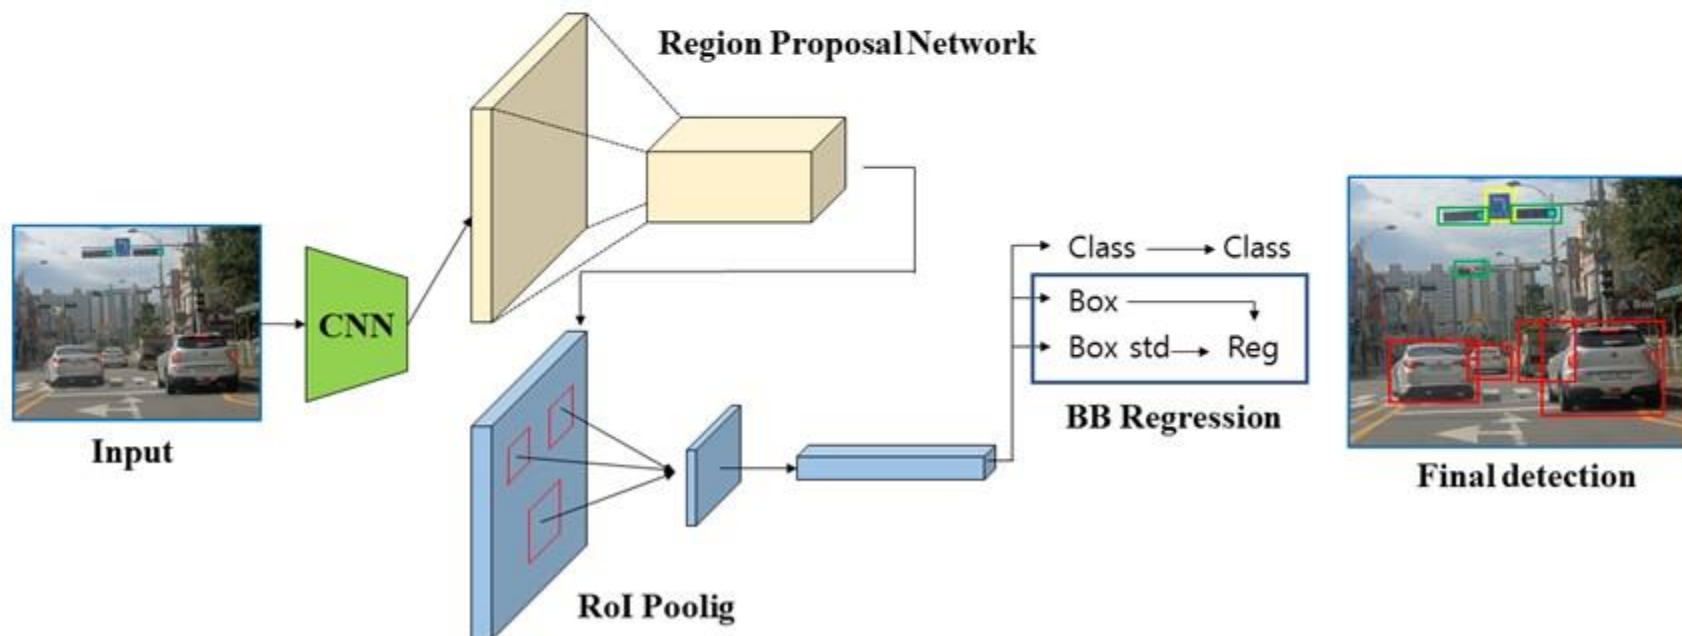 Region Proposal Network
CNN
Input
Class Class
Box
Box std Reg
BB Regression
Final detection
RoI Poolig